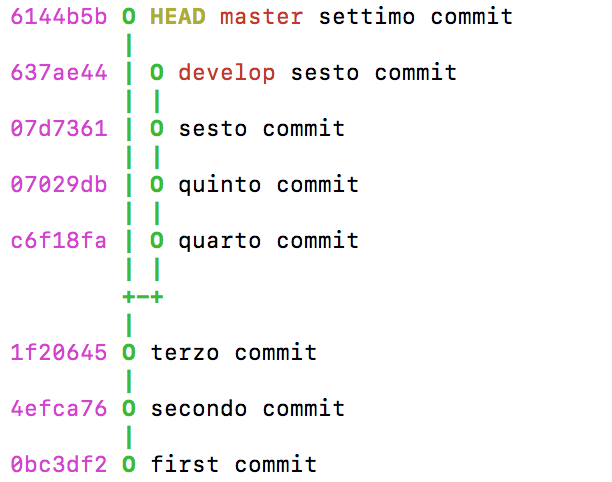 6144b5b O HEAD master settimo commit
|
637ae44 | O develop sesto commit
| |
07d7361 | O sesto commit
| |
07029db | O quinto commit
| |
c6f18fa | O quarto commit
| |
+-+
|
1f20645 O terzo commit
|
4efca76 O secondo commit
|
0bc3df2 O first commit